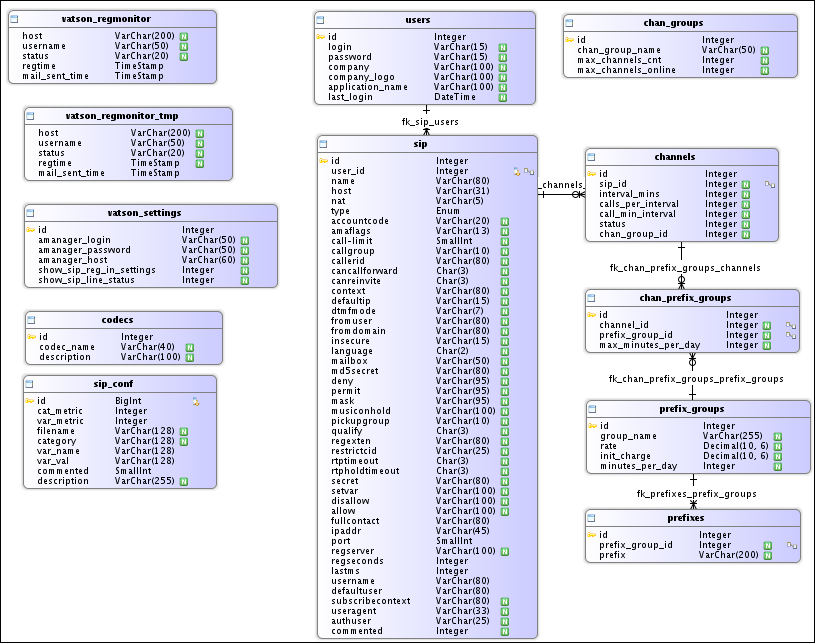 vatson_regmonitor
host VarChar(200) N
username VarChar(50) N
status VarChar(20) N
regtime TimeStamp
mail_sent_time TimeStamp
vatson_regmonitor_tmp
host VarChar(200) N
username VarChar(50) N
status VarChar(20) N
regtime TimeStamp N
mail_sent_time TimeStamp
vatson_settings
id Integer
amanager_login VarChar(50) N
amanager_password VarChar(50) N
amanager_host VarChar(60) N
show_sip_reg_in_settings Integer N
show_sip_line_status Integer N
codecs
id Integer
codec_name VarChar(40) N
description VarChar(100) N
sip_conf
id BigInt
cat_metric Integer
var_metric Integer
filename VarChar(128) N
category VarChar(128) N
var_name VarChar(128)
var_val VarChar(128)
commented SmallInt
description VarChar(255) N
users
id Integer
login VarChar(15) N
password VarChar(15) N
company VarChar(100) N
company_logo VarChar(100) N
application_name VarChar(100) N
last_login DateTime N
fk_sip_users
sip
id Integer
user_id Integer
name VarChar(80)
host VarChar(31)
nat VarChar(5)
type Enum
accountcode VarChar(20) N
amaflags VarChar(13) N
call-limit SmallInt N
callgroup VarChar(10) N
callerid VarChar(80) N
cancallforward Char(3) N
canreinvite Char(3) N
context VarChar(80) N
defaultip VarChar(15) N
dtmfmode VarChar(7) N
fromuser VarChar(80) N
fromdomain VarChar(80) N
insecure VarChar(15) N
language Char(2) N
mailbox VarChar(50) N
md5secret VarChar(80) N
deny VarChar(95) N
permit VarChar(95) N
mask VarChar(95) N
musiconhold VarChar(100) N
pickupgroup VarChar(10) N
qualify Char(3) N
regexten VarChar(80) N
restrictcid VarChar(25) N
rtptimeout Char(3) N
rtpholdtimeout Char(3) N
secret VarChar(80) N
setvar VarChar(100) N
disallow VarChar(100) N
allow VarChar(100) N
fullcontact VarChar(80)
ipaddr VarChar(45)
port SmallInt
regserver VarChar(100) N
regseconds Integer
lastms Integer
username VarChar(80)
defaultuser VarChar(80)
subscribecontext VarChar(80) N
useragent VarChar(33) N
authuser VarChar(25) N
commented Integer N
_channels_
chan_groups
id Integer
chan_group_name VarChar(50) N
max_channels_cnt Integer N
max_channels_online Integer N
channels
id Integer
sip_id Integer N
interval_mins Integer N
calls_per_interval Integer N
call_min_interval Integer N
status Integer N
chan_group_id Integer N
fk_chan_prefix_groups_channels
chan_prefix_groups
id Integer
channel_id Integer N
prefix_group_id Integer N
max_minutes_per_day Integer N
fk_chan_prefix_groups_prefix_groups
prefix_groups
id Integer
group_name VarChar(255) N
rate Decimal(10, 6) N
init_charge Decimal(10, 6) N
minutes_per_day Integer N
fk_prefixes_prefix_groups
prefixes
id Integer
prefix_group_id Integer N
prefix VarChar(200) N